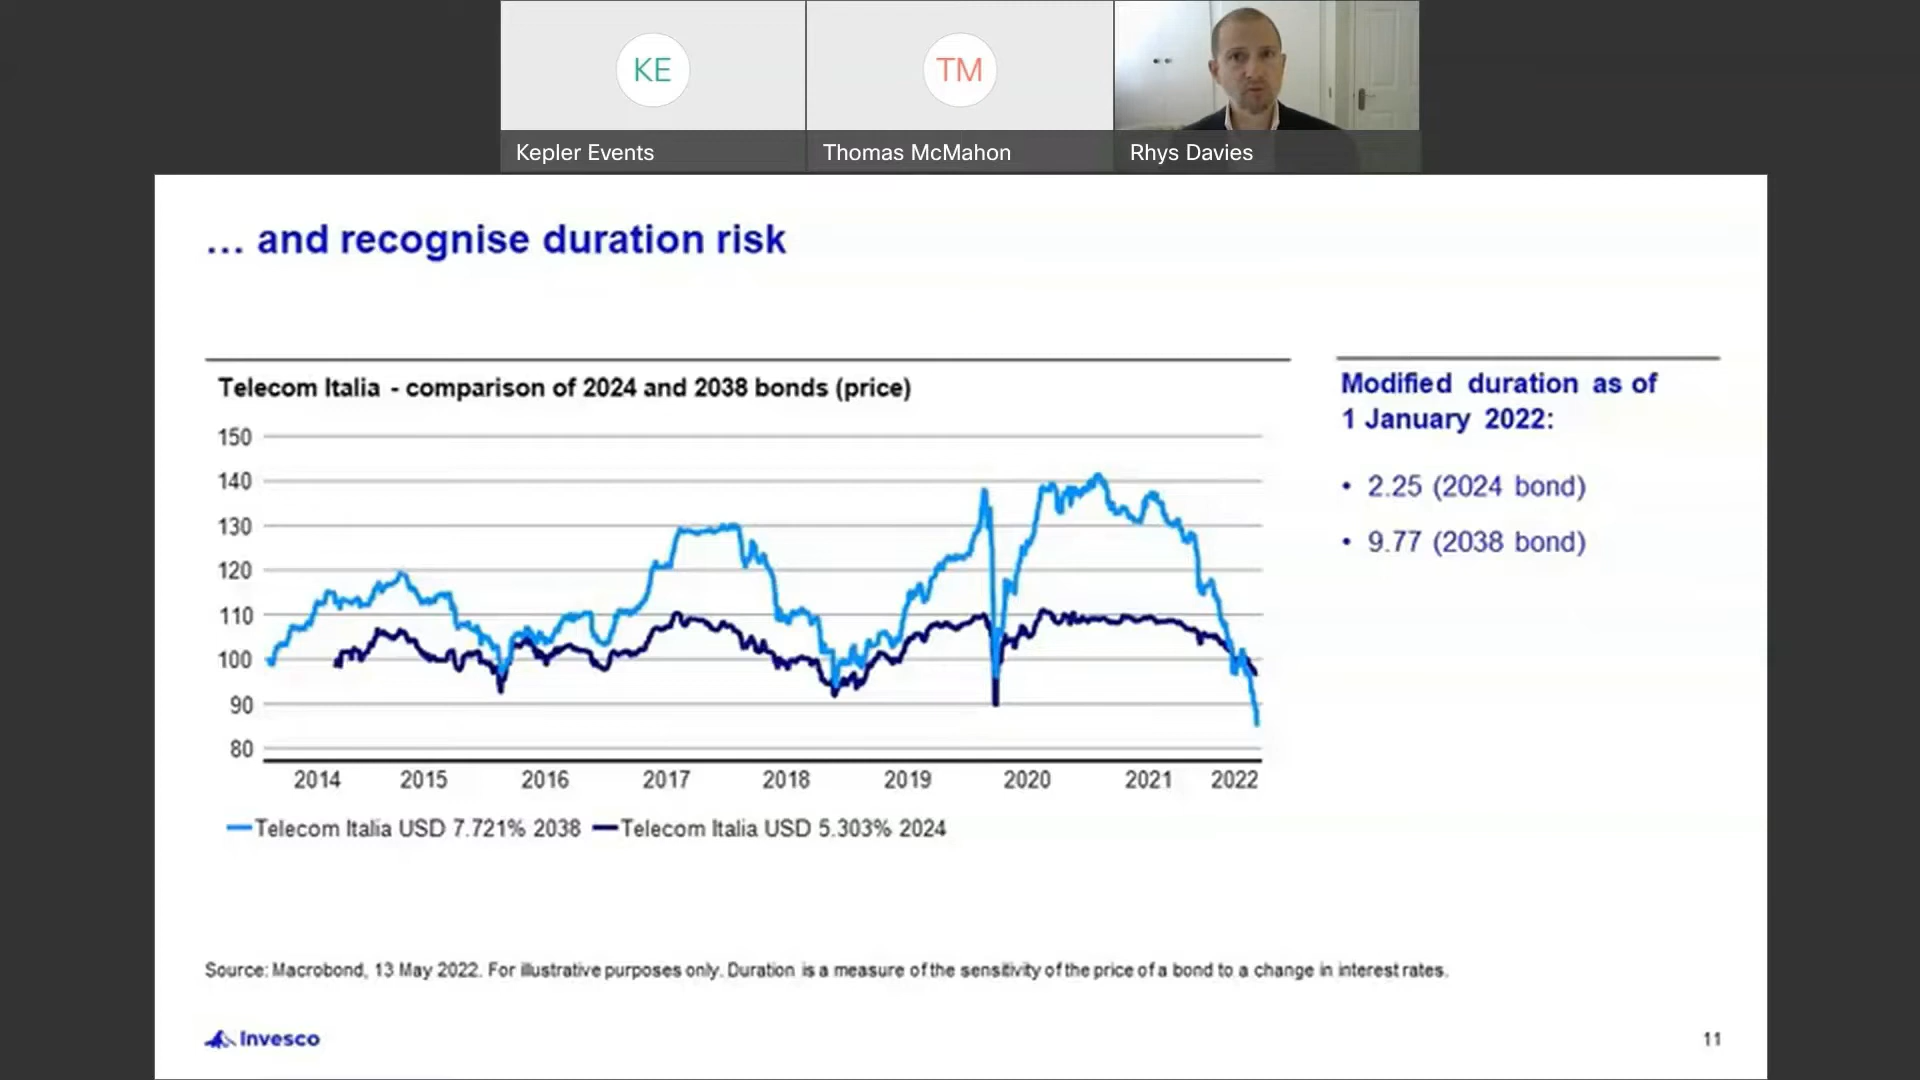 KE
TM
Kepler Events
Thomas McMahon
Rhys Davies
... and recognise duration risk
Telecom Italia - comparison of 2024 and 2038 bonds (price)
150
140
130
120
110
100
90
80
2014 2015 2016 2017 2018 2019 2020 2021 2022
Telecom Italia USD 7.721% 2038 Telecom Italia USD 5.303% 2024
Modified duration as of
1 January 2022:
• 2.25 (2024 bond)
• 9.77 (2038 bond)
Source: Macrobond, 13 May 2022. For illustrative purposes only. Duration is a measure of the sensitivity of the price of a bond to a change in interest rates.
Invesco
11